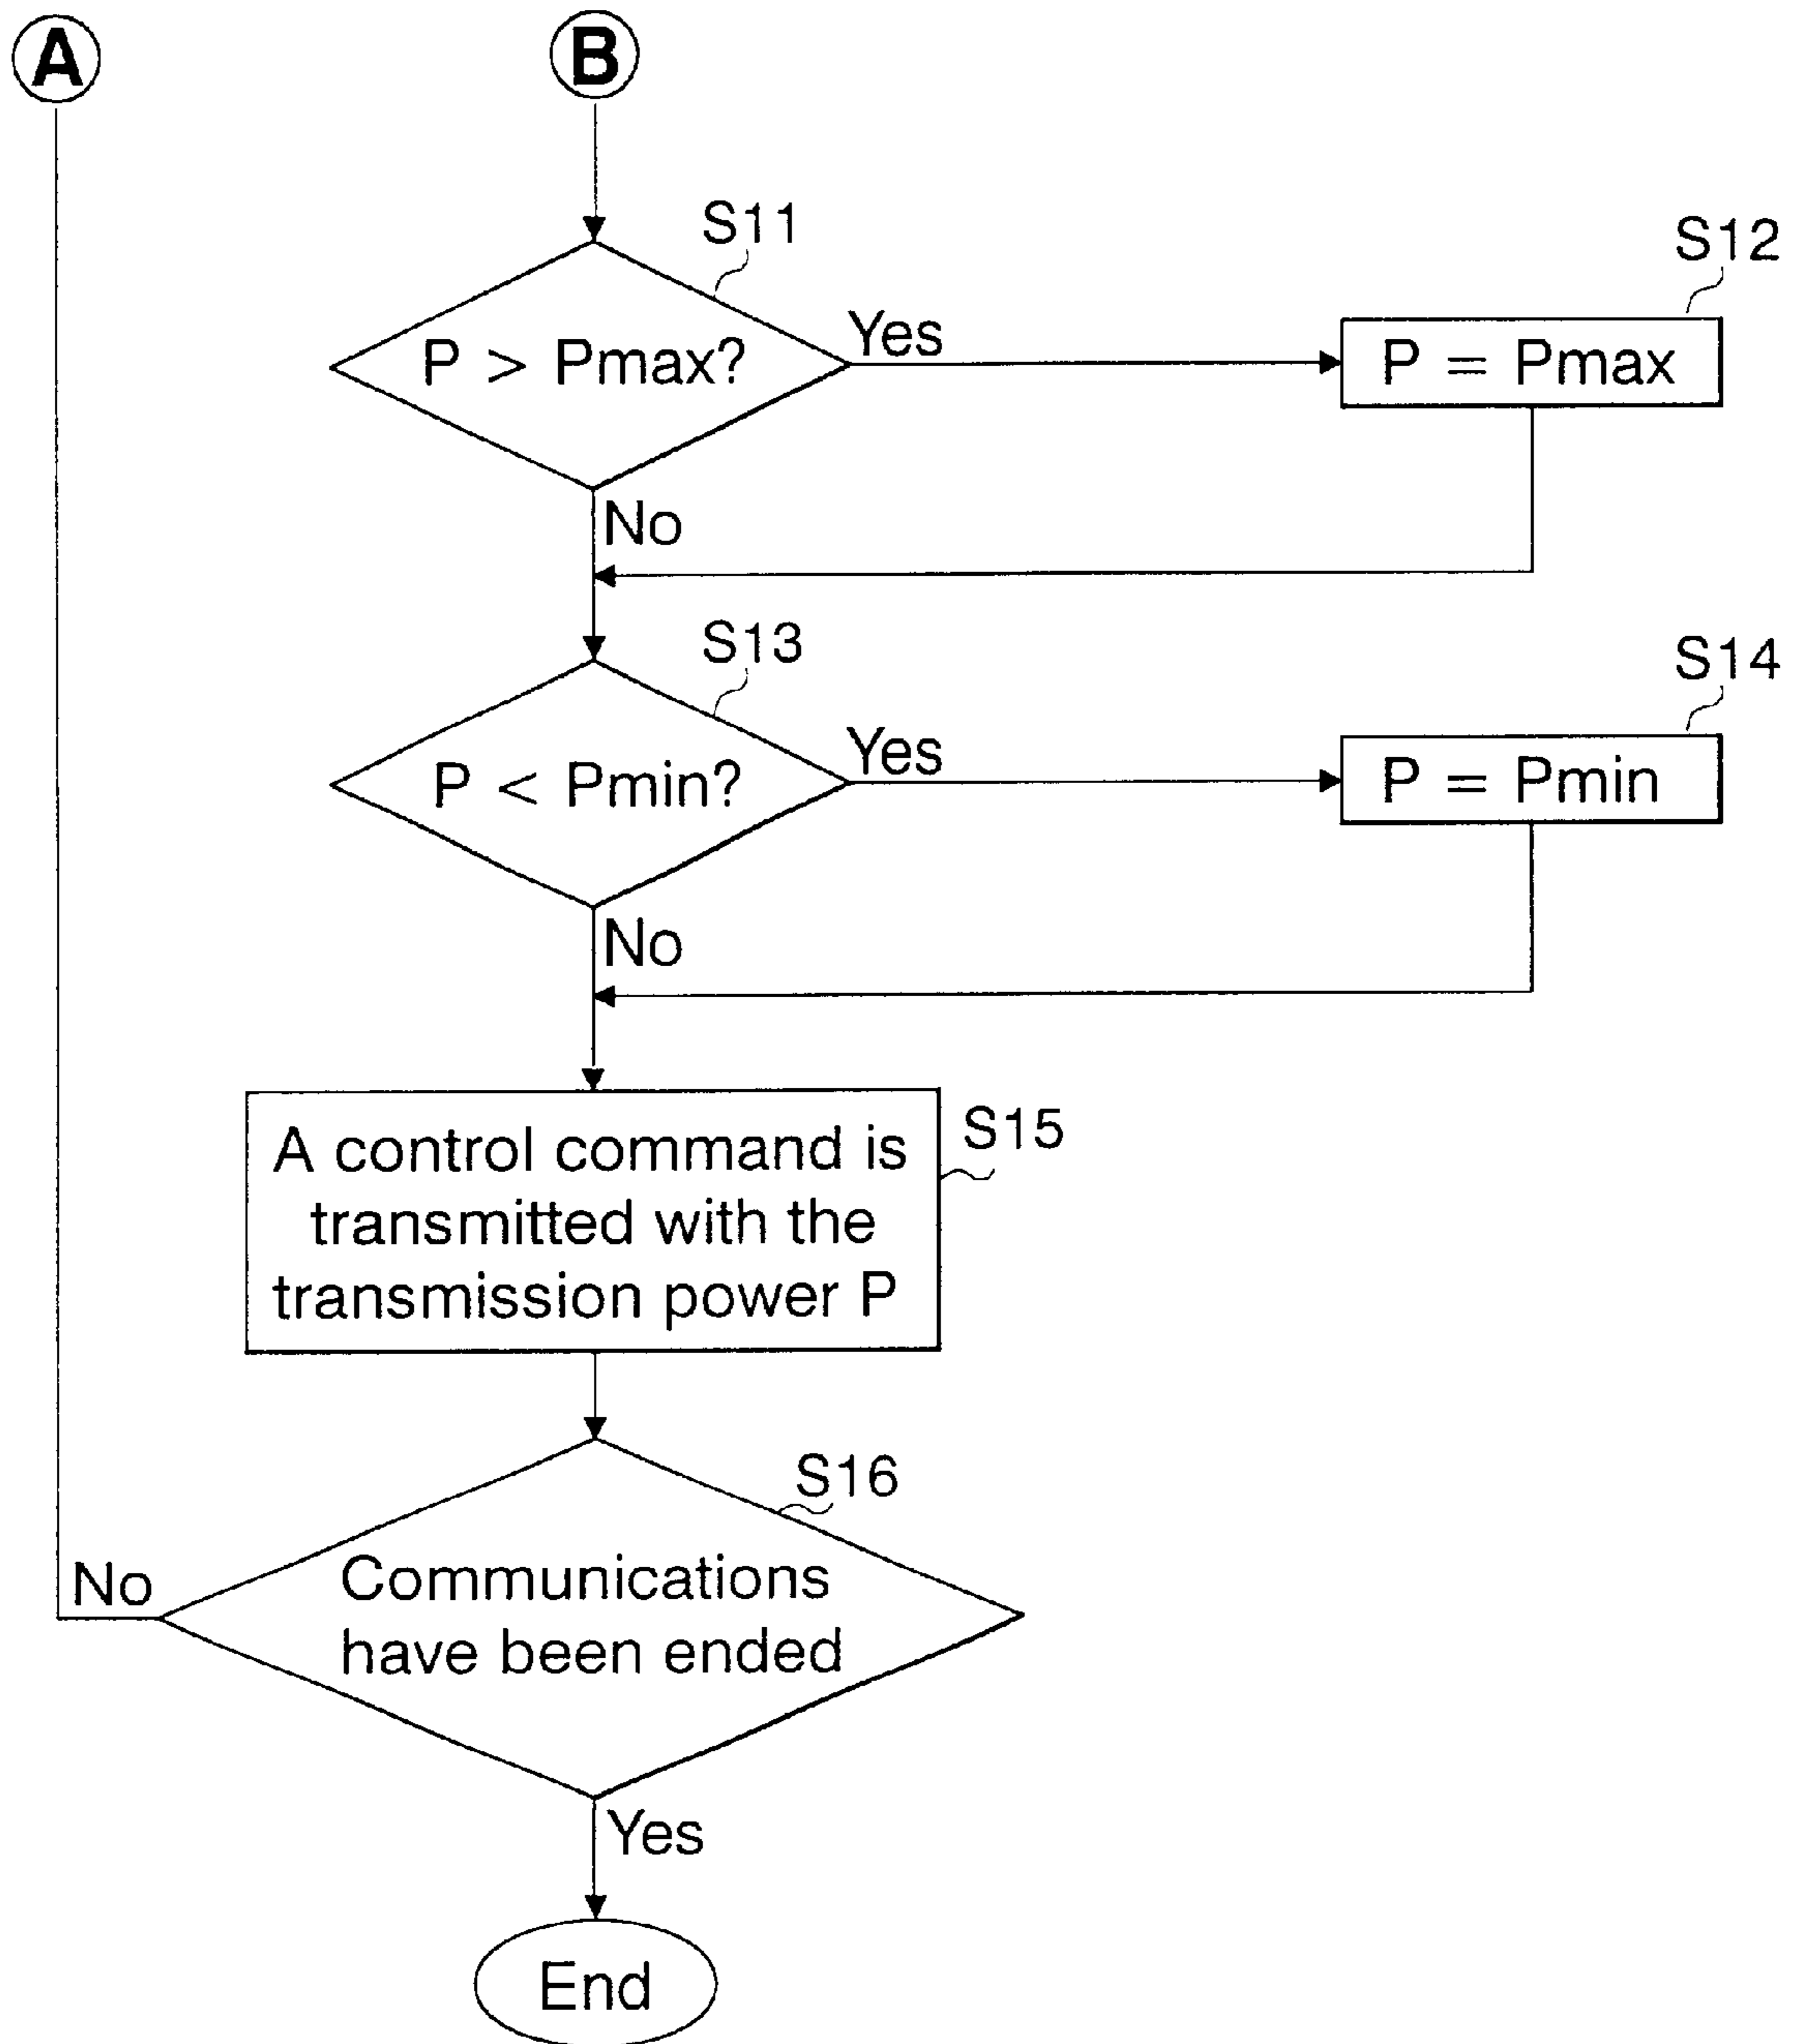 A
B
S11
P > Pmax?
Yes
S12
P = Pmax
No
S13
P < Pmin?
Yes
S14
P = Pmin
No
A control command is
transmitted with the
transmission power P
S15
S16
Communications
have been ended
No
Yes
End